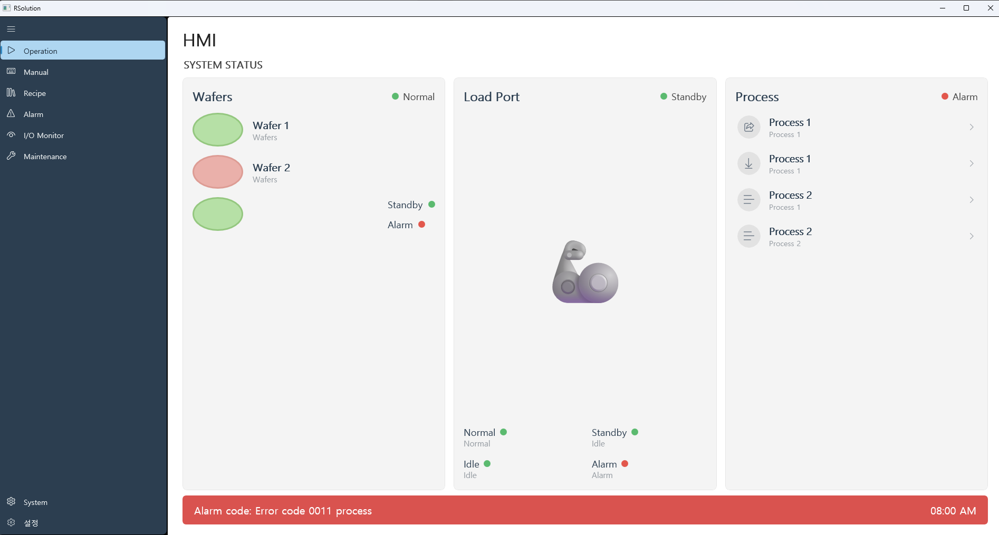 RSolution
Operation
Manual
Recipe
Alarm
I/O Monitor
Maintenance
System
설정
HMI
SYSTEM STATUS
Wafers
Normal
Wafer 1
Wafers
Wafer 2
Wafers
Standby
Alarm
Load Port
Standby
Normal
Normal
Standby
Idle
Idle
Idle
Alarm
Alarm
Process
Alarm
Process 1
Process 1
Process 1
Process 1
Process 2
Process 1
Process 2
Process 2
Alarm code: Error code 0011 process
08:00 AM